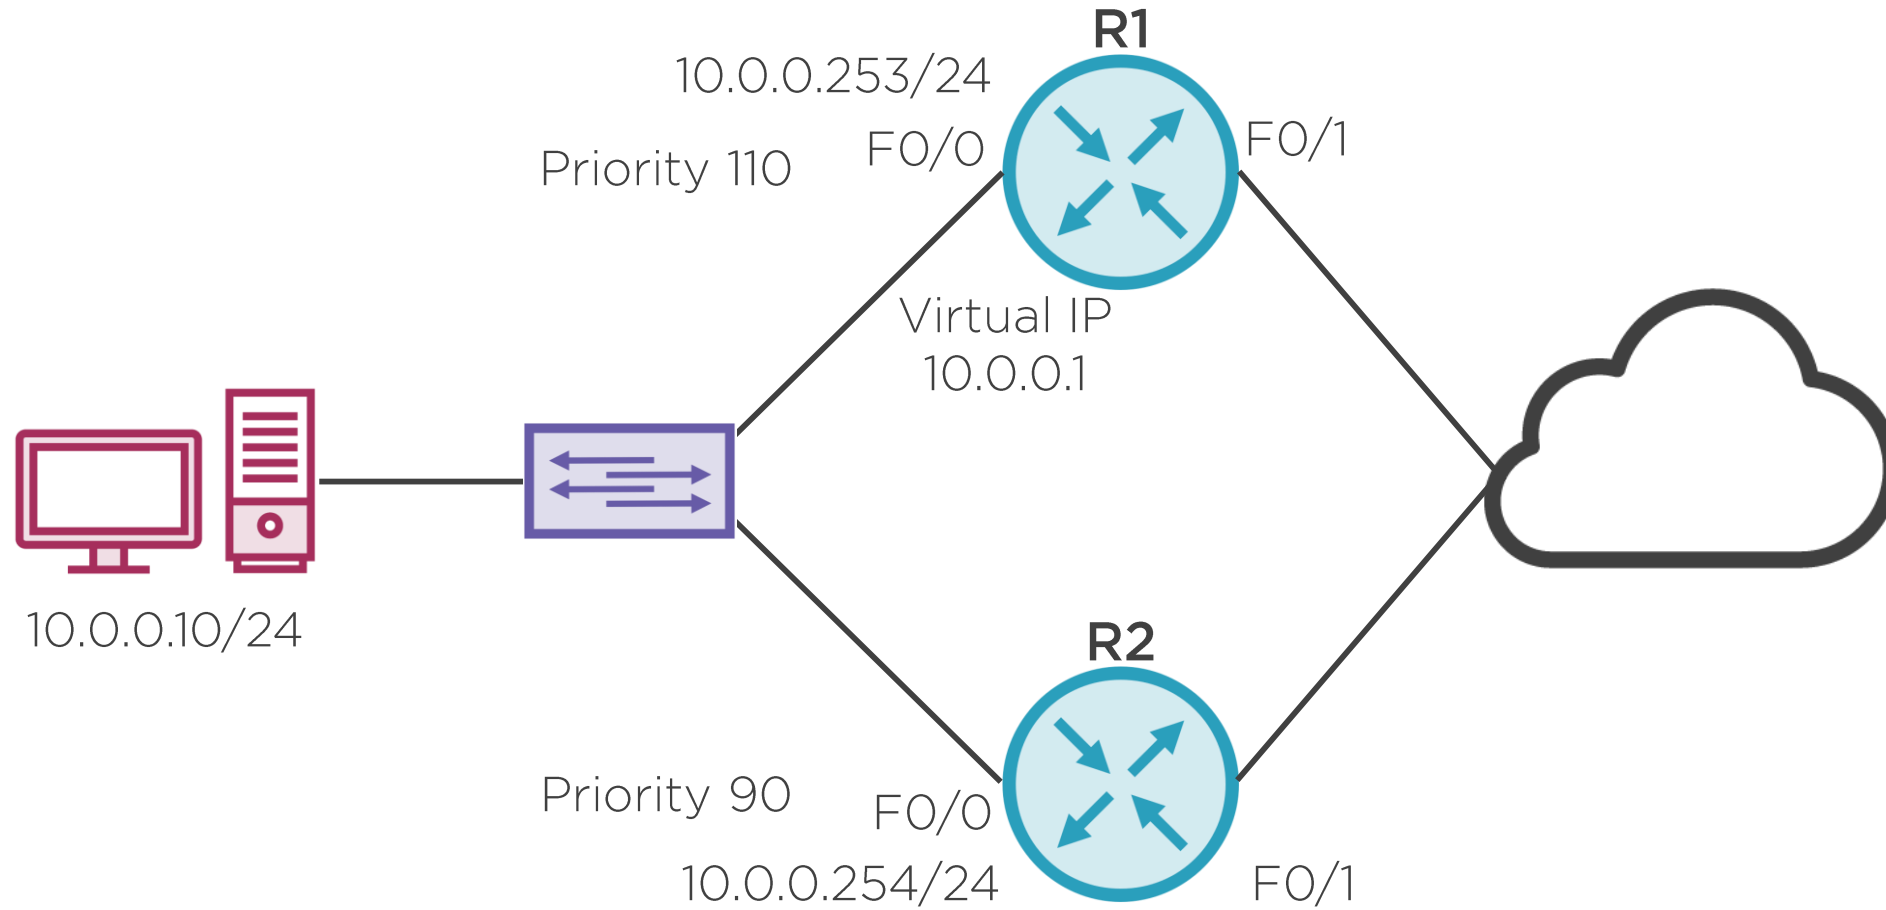 R1
10.0.0.253/24
F0/0
F0/1
Priority 110
Virtual IP
10.0.0.1
10.0.0.10/24
R2
Priority 90
F0/0
10.0.0.254/24
F0/1